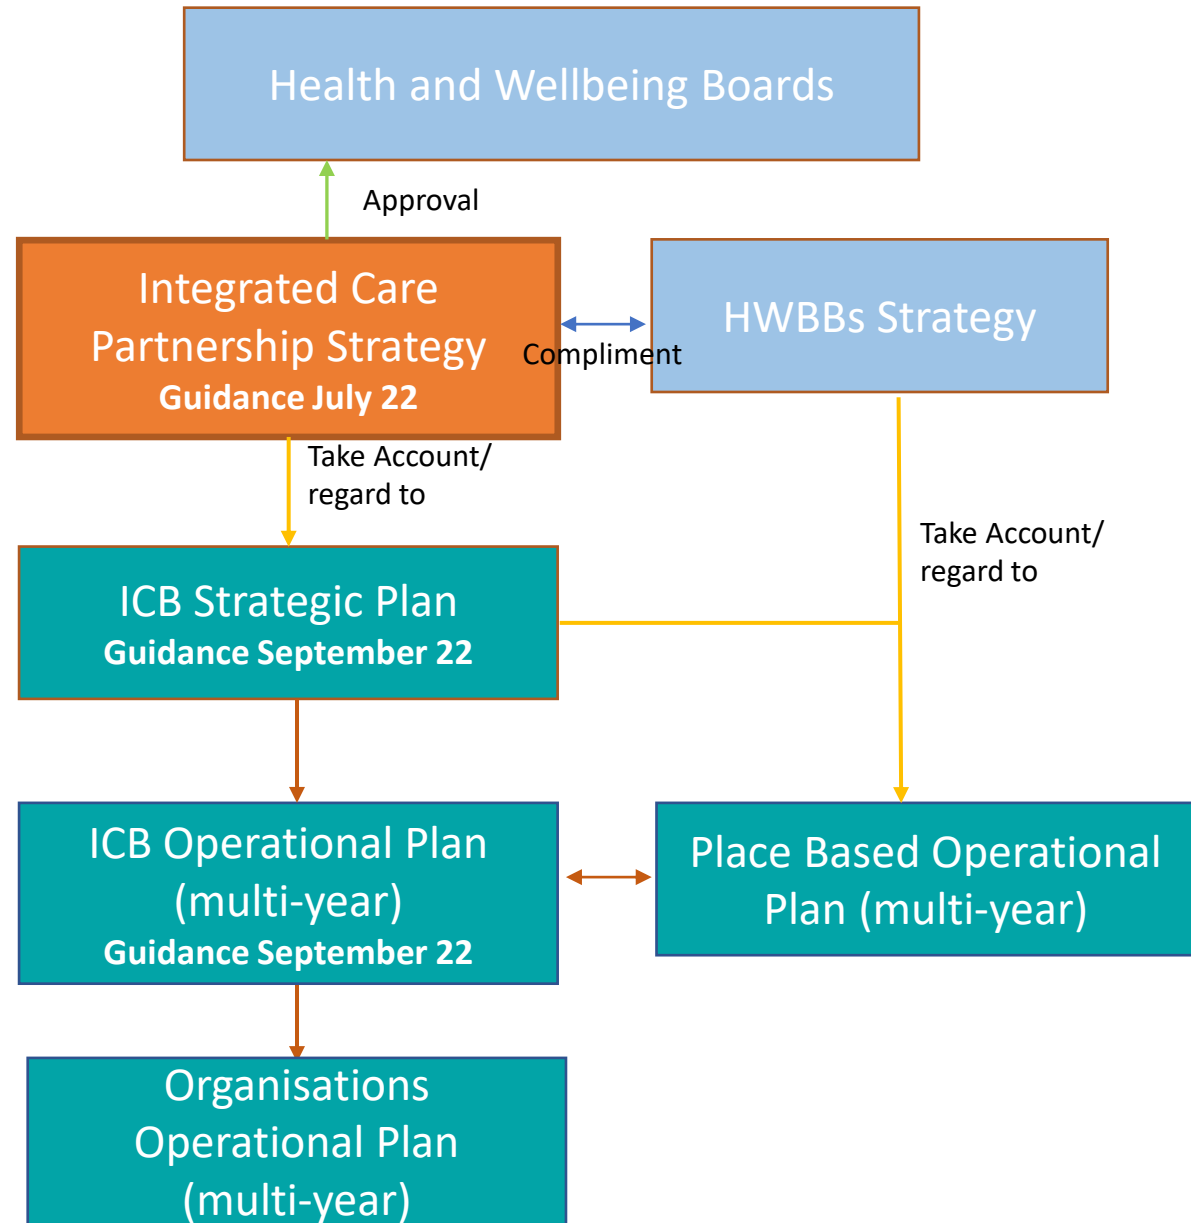 Health and Wellbeing Boards
Approval
Integrated Care
Partnership Strategy
Guidance July 22
Compliment
HWBBs Strategy
Take Account/
regard to
Take Account/
regard to
ICB Strategic Plan
Guidance September 22
ICB Operational Plan
(multi-year)
Guidance September 22
Place Based Operational
Plan (multi-year)
Organisations
Operational Plan
(multi-year)